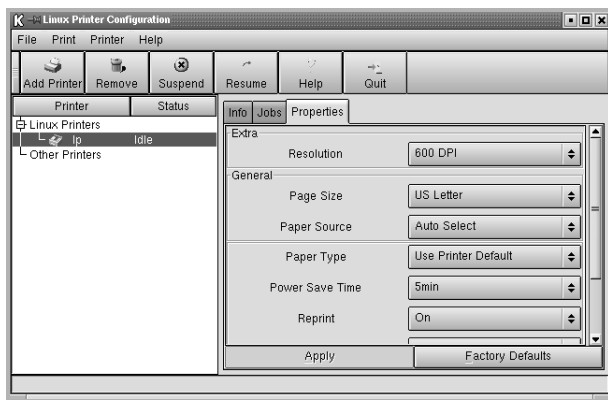 Linux Printer Configuration
File Print Printer Help
Add Printer Remove Suspend Resume Help Quit
Printer Status
Linux Printers
lp Idle
Other Printers
Info Jobs Properties
Extra
Resolution 600 DPI
General
Page Size US Letter
Paper Source Auto Select
Paper Type Use Printer Default
Power Save Time 5min
Reprint On
Apply Factory Defaults